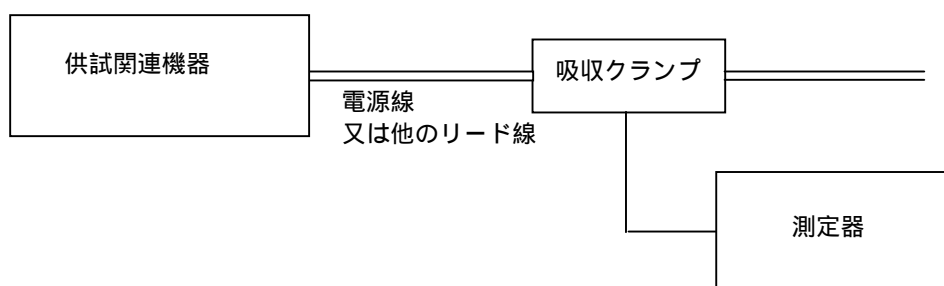 供試関連機器
吸収クランプ
電源線
又は他のリード線
測定器